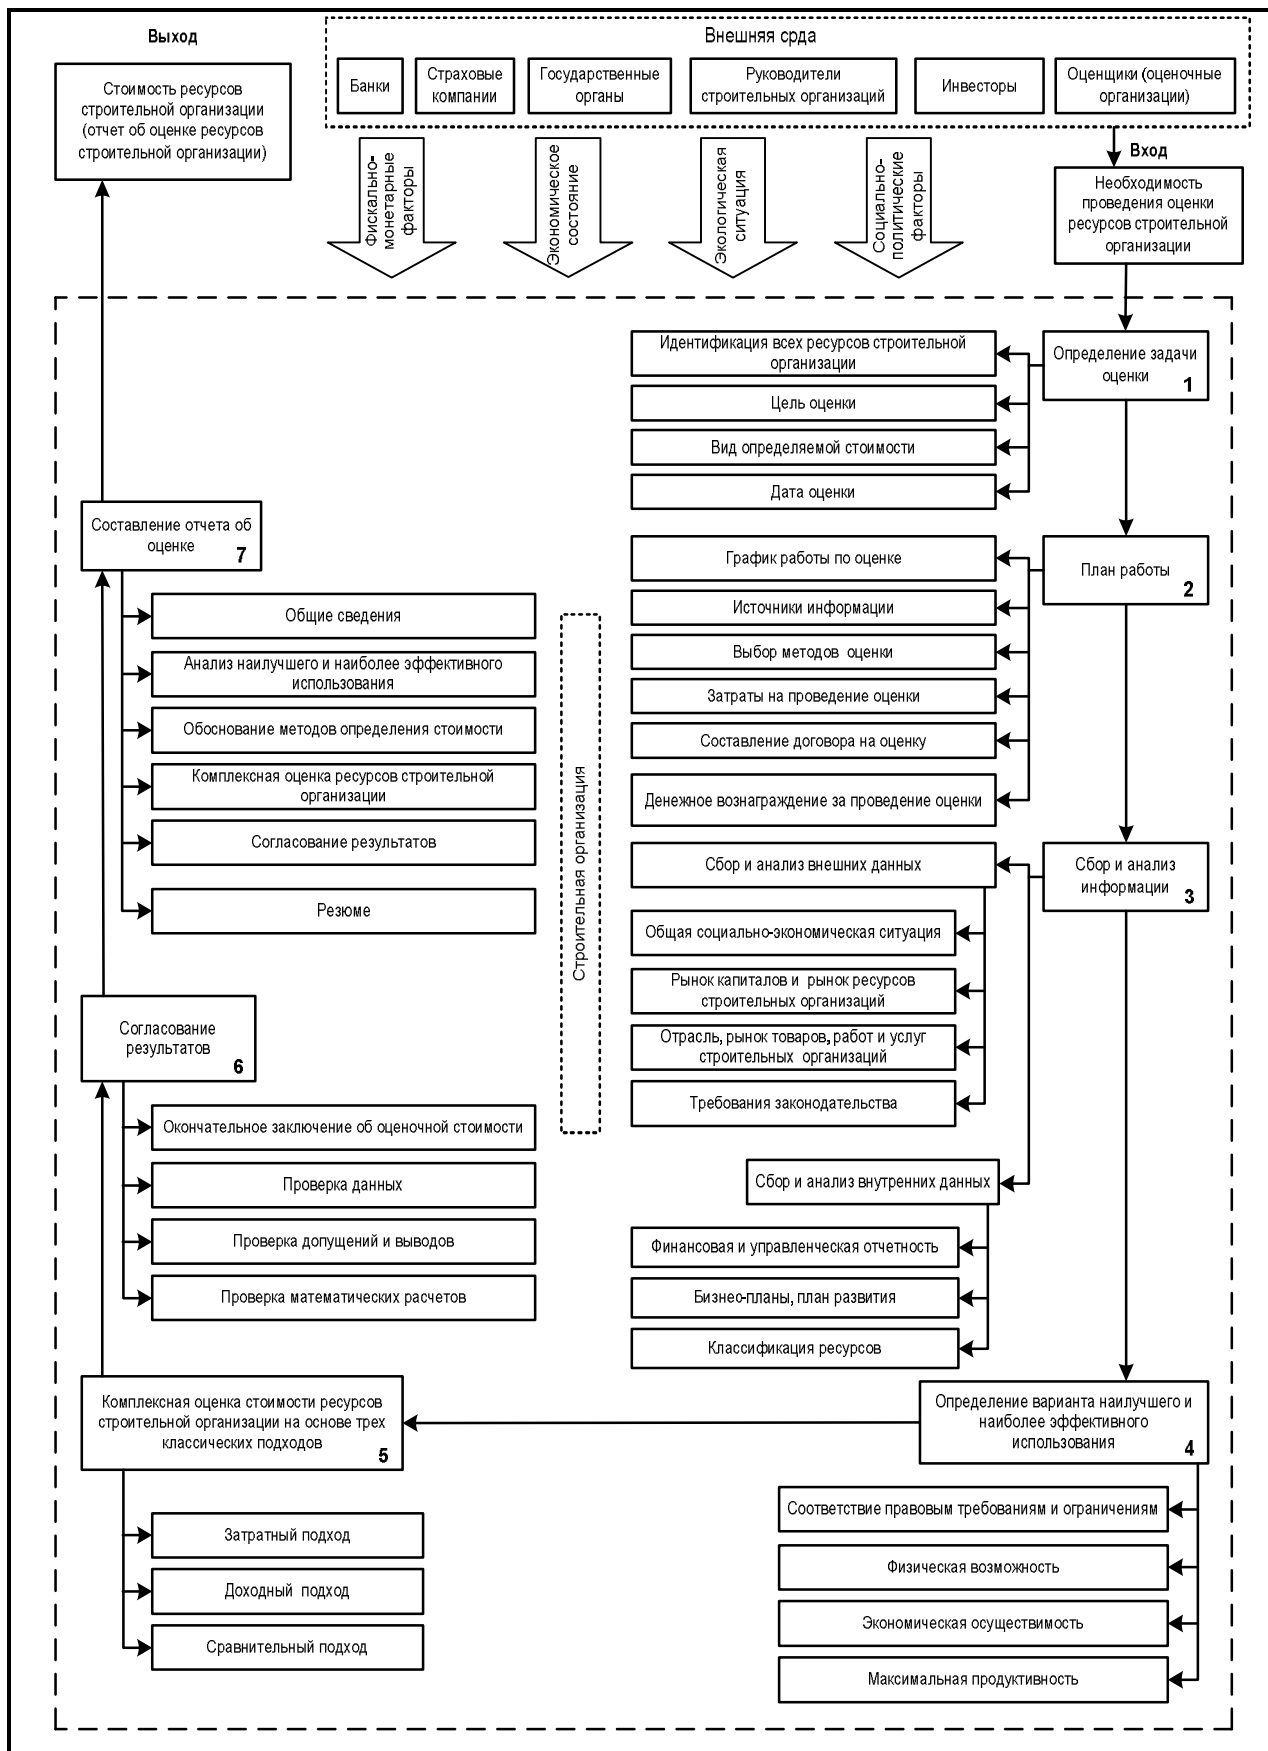 Выход
Стоимость ресурсов
строительной организации
(отчет об оценке ресурсов
строительной организации)
Внешняя срда
Банки
Страховые
компании
Государственные
органы
Руководители
строительных организаций
Инвесторы
Оценщики (оценочные
организации)
Фискально-
монетарные
факторы
Экономическое
состояние
Экологическая
ситуация
Социально-
политические
факторы
Вход
Необходимость
проведения оценки
ресурсов строительной
организации
Определение задачи
оценки
1
Идентификация всех ресурсов строительной
организации
Цель оценки
Вид определяемой стоимости
Дата оценки
План работы
2
График работы по оценке
Источники информации
Выбор методов оценки
Затраты на проведение оценки
Составление договора на оценку
Денежное вознаграждение за проведение оценки
Сбор и анализ
информации
3
Сбор и анализ внешних данных
Общая социально-экономическая ситуация
Рынок капиталов и рынок ресурсов
строительных организаций
Отрасль, рынок товаров, работ и услуг
строительных организаций
Требования законодательства
Сбор и анализ внутренних данных
Финансовая и управленческая отчетность
Бизнес-планы, план развития
Классификация ресурсов
Определение варианта наилучшего и
наиболее эффективного
использования
4
Соответствие правовым требованиям и ограничениям
Физическая возможность
Экономическая осуществимость
Максимальная продуктивность
Строительная организация
Комплексная оценка стоимости ресурсов
строительной организации на основе трех
классических подходов
5
Затратный подход
Доходный подход
Сравнительный подход
Согласование
результатов
6
Окончательное заключение об оценочной стоимости
Проверка данных
Проверка допущений и выводов
Проверка математических расчетов
Составление отчета об
оценке
7
Общие сведения
Анализ наилучшего и наиболее эффективного
использования
Обоснование методов определения стоимости
Комплексная оценка ресурсов строительной
организации
Согласование результатов
Резюме